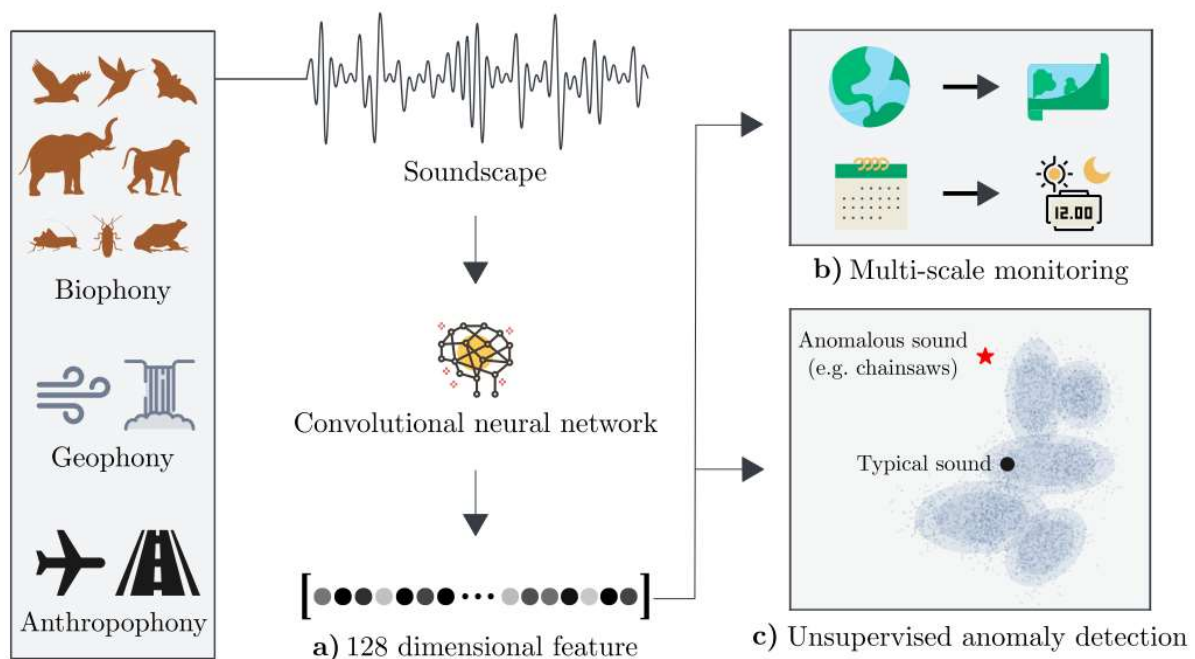 Biophony
Geophony
Anthropophony
Soundscape
Convolutional neural network
a) 128 dimensional feature
12.00
b) Multi-scale monitoring
Anomalous sound
(e.g. chainsaws)
Typical sound
c) Unsupervised anomaly detection